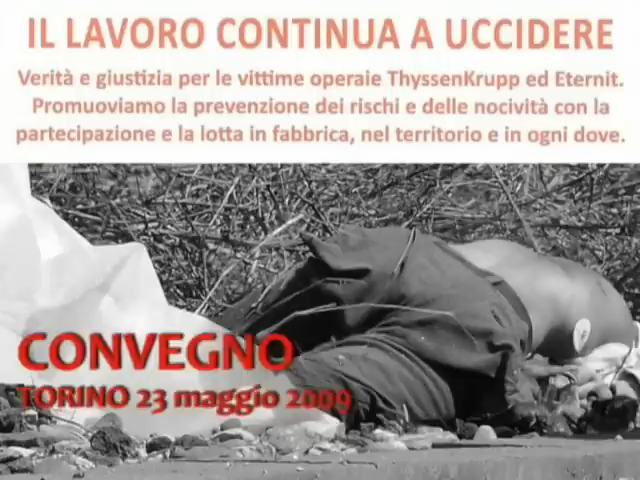 IL LAVORO CONTINUA A UCCIDERE
Verità e giustizia per le vittime operaie ThyssenKrupp ed Eternit.
Promuoviamo la prevenzione dei rischi e delle nocività con la
partecipazione e la lotta in fabbrica, nel territorio e in ogni dove.
CONVEGNO
TORINO 23 maggio 2009